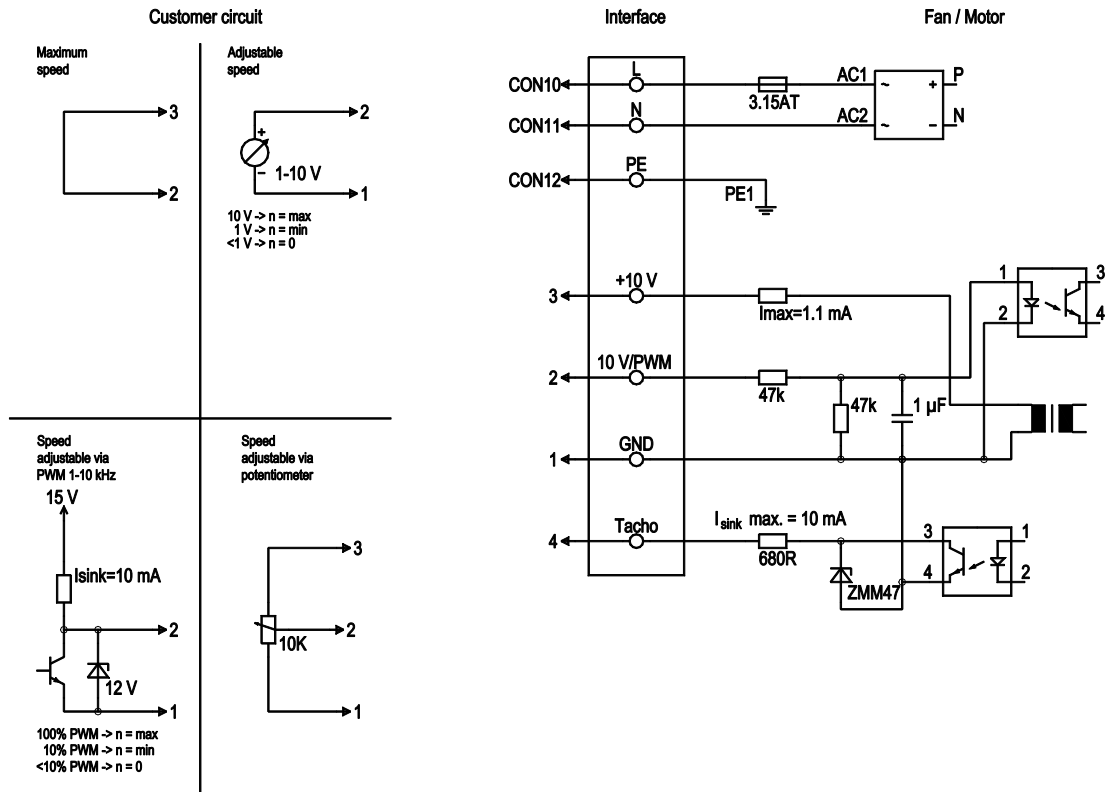 Customer circuit
Maximum
speed
3
2
Adjustable
speed
2
+
1-10 V
–
1
10 V -> n = max
1 V -> n = min
<1 V -> n = 0
Speed
adjustable via
PWM 1-10 kHz
15 V
Isink=10 mA
2
12 V
1
100% PWM -> n = max
10% PWM -> n = min
<10% PWM -> n = 0
Speed
adjustable via
potentiometer
3
2
10K
1
Interface
Fan / Motor
CON10 L 3.15AT AC1 ~ + P
CON11 N AC2 ~ – N
CON12 PE PE1
3 +10 V Imax=1.1 mA
1 3
2 4
2 10 V/PWM 47k
47k 1 µF
1 GND
4 Tacho Isink max. = 10 mA 3 1
680R
ZMM47 4 2